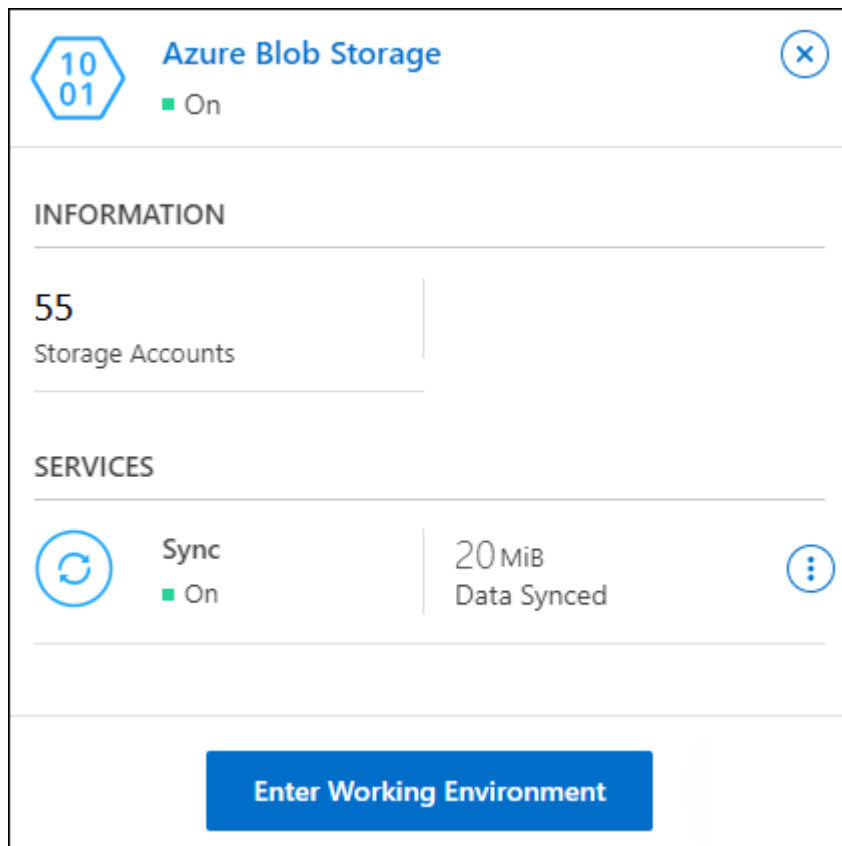 10
01
Azure Blob Storage
On
INFORMATION
55
Storage Accounts
SERVICES
Sync
On
20 MiB
Data Synced
Enter Working Environment